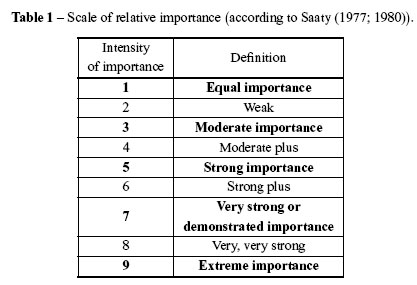 Table 1 – Scale of relative importance (according to Saaty (1977; 1980)).
Intensity
of importance
Definition
1 Equal importance
2 Weak
3 Moderate importance
4 Moderate plus
5 Strong importance
6 Strong plus
7 Very strong or
demonstrated importance
8 Very, very strong
9 Extreme importance